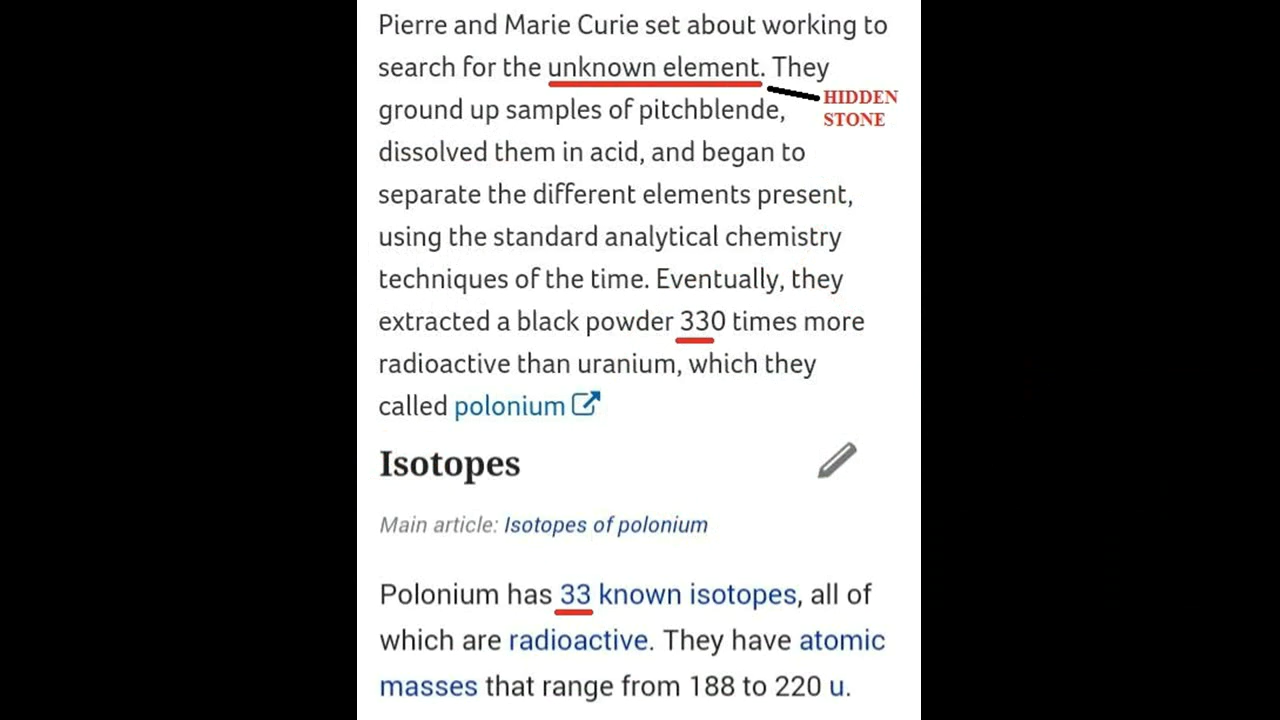 Pierre and Marie Curie set about working to
search for the unknown element. They
HIDDEN
STONE
ground up samples of pitchblende,
dissolved them in acid, and began to
separate the different elements present,
using the standard analytical chemistry
techniques of the time. Eventually, they
extracted a black powder 330 times more
radioactive than uranium, which they
called polonium
Isotopes
Main article: Isotopes of polonium
Polonium has 33 known isotopes, all of
which are radioactive. They have atomic
masses that range from 188 to 220 u.